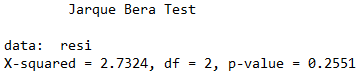 Jarque Bera Test
data:  resi
X-squared = 2.7324, df = 2, p-value = 0.2551